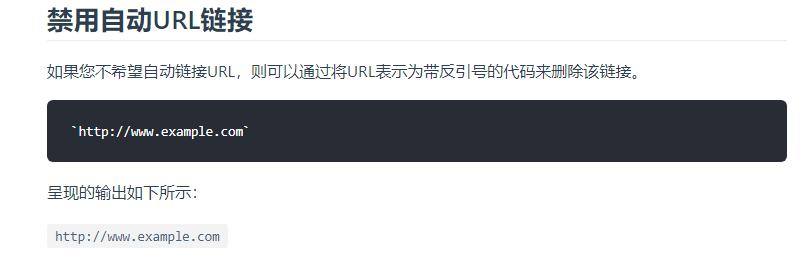 禁用自动URL链接
如果您不希望自动链接URL，则可以通过将URL表示为带反引号的代码来删除该链接。
`http://www.example.com`
呈现的输出如下所示：
http://www.example.com